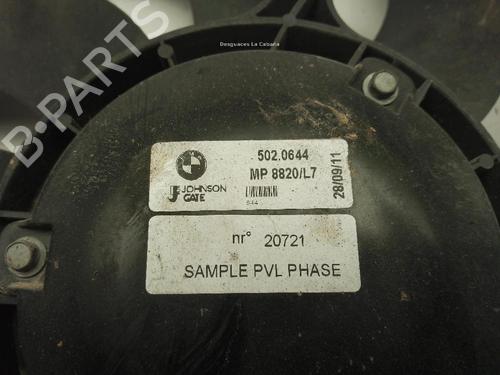 Desguaces La Cabaña
B-PARTS
502.0644
MP 8820/L7
28/09/11
JOHNSON
GATE
nr° 20721
SAMPLE PVL PHASE